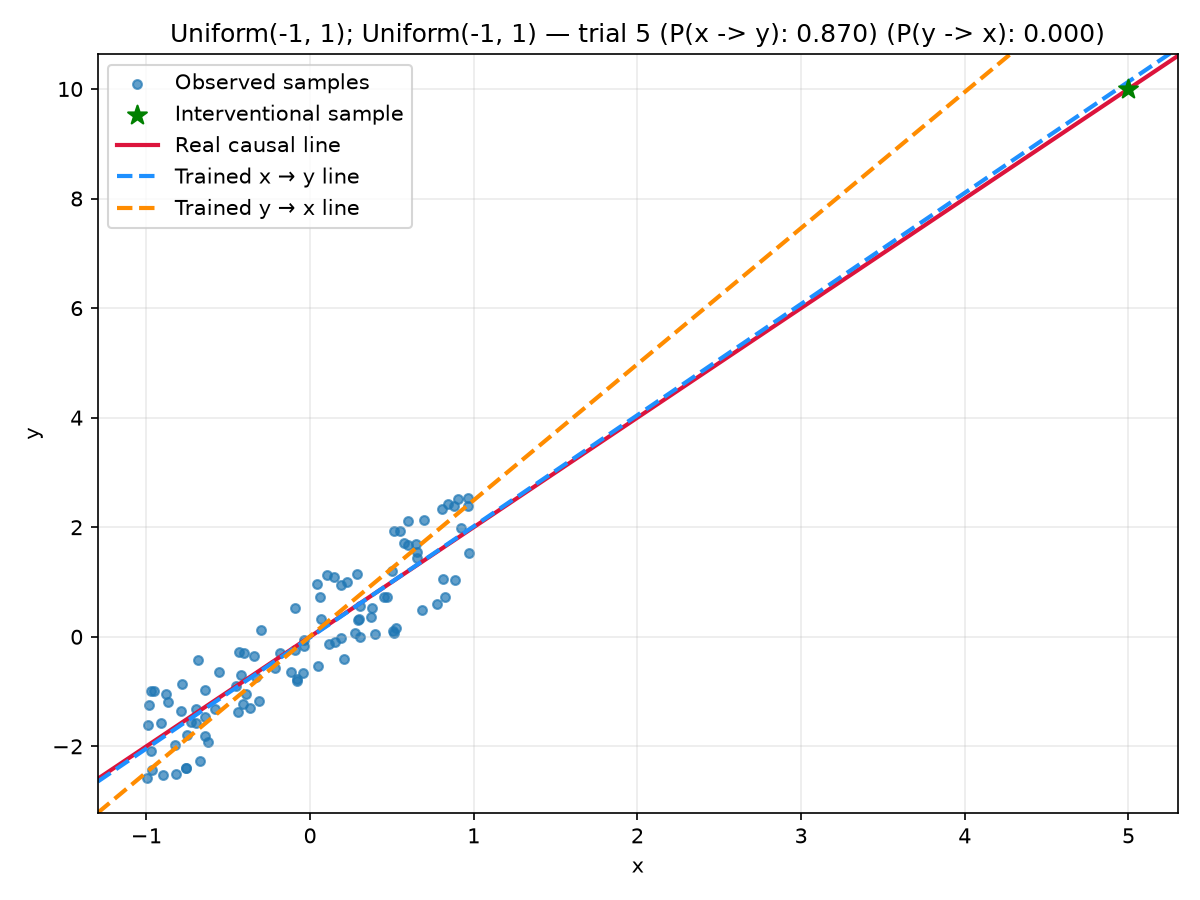 Uniform(-1, 1); Uniform(-1, 1) — trial 5 (P(x -> y): 0.870) (P(y -> x): 0.000)
Observed samples
Interventional sample
Real causal line
Trained x → y line
Trained y → x line
10
8
6
4
2
0
−2
y
−1
0
1
2
3
4
5
x